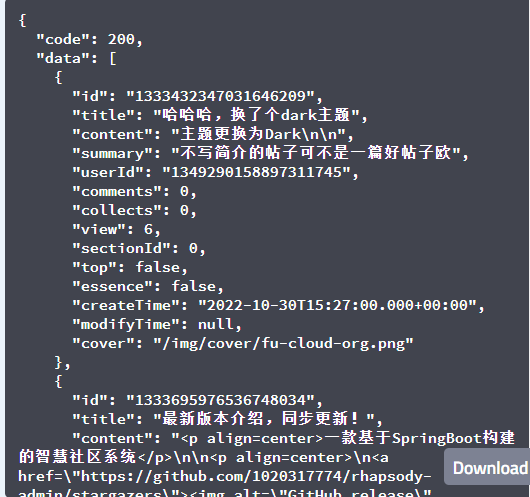 {
"code": 200,
"data": [
{
"id": "1333432347031646209",
"title": "哈哈哈，换了个dark主题",
"content": "主题更换为Dark\n\n",
"summary": "不写简介的帖子可不是一篇好帖子欧",
"userId": "1349290158897311745",
"comments": 0,
"collects": 0,
"view": 6,
"sectionId": 0,
"top": false,
"essence": false,
"createTime": "2022-10-30T15:27:00.000+00:00",
"modifyTime": null,
"cover": "/img/cover/fu-cloud-org.png"
},
{
"id": "1333695976536748034",
"title": "最新版本介绍，同步更新！",
"content": "<p align=center>一款基于SpringBoot构建
的智慧社区系统</p>\n\n<p align=center>\n<a
href=\"https://github.com/1020317774/rhapsody-
admin/stargazers\"><img alt=\"GitHub release\"
Download